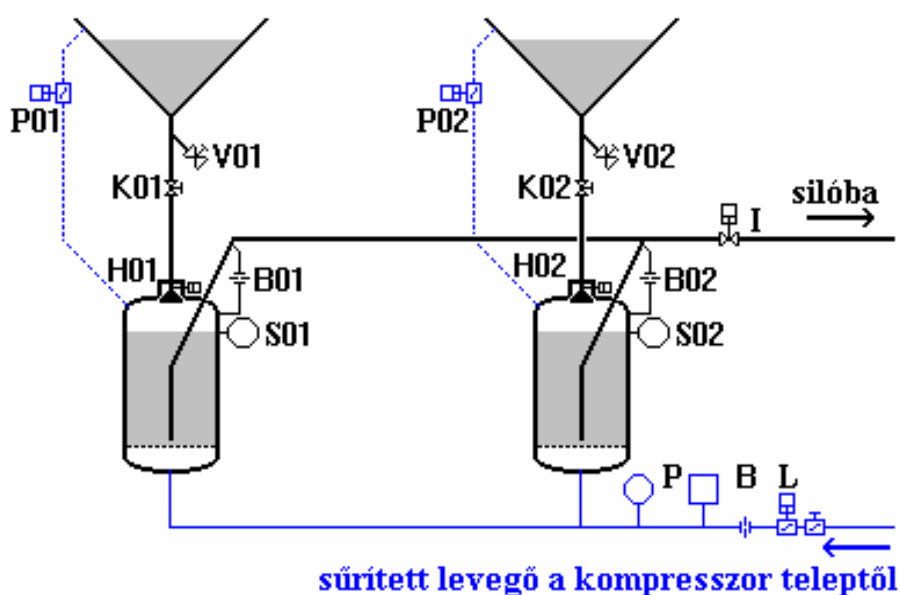 P01
V01
K01
P02
V02
K02
silóba
I
H01
B01
S01
H02
B02
S02
P
B
L
sűrített levegő a kompresszor teleptől